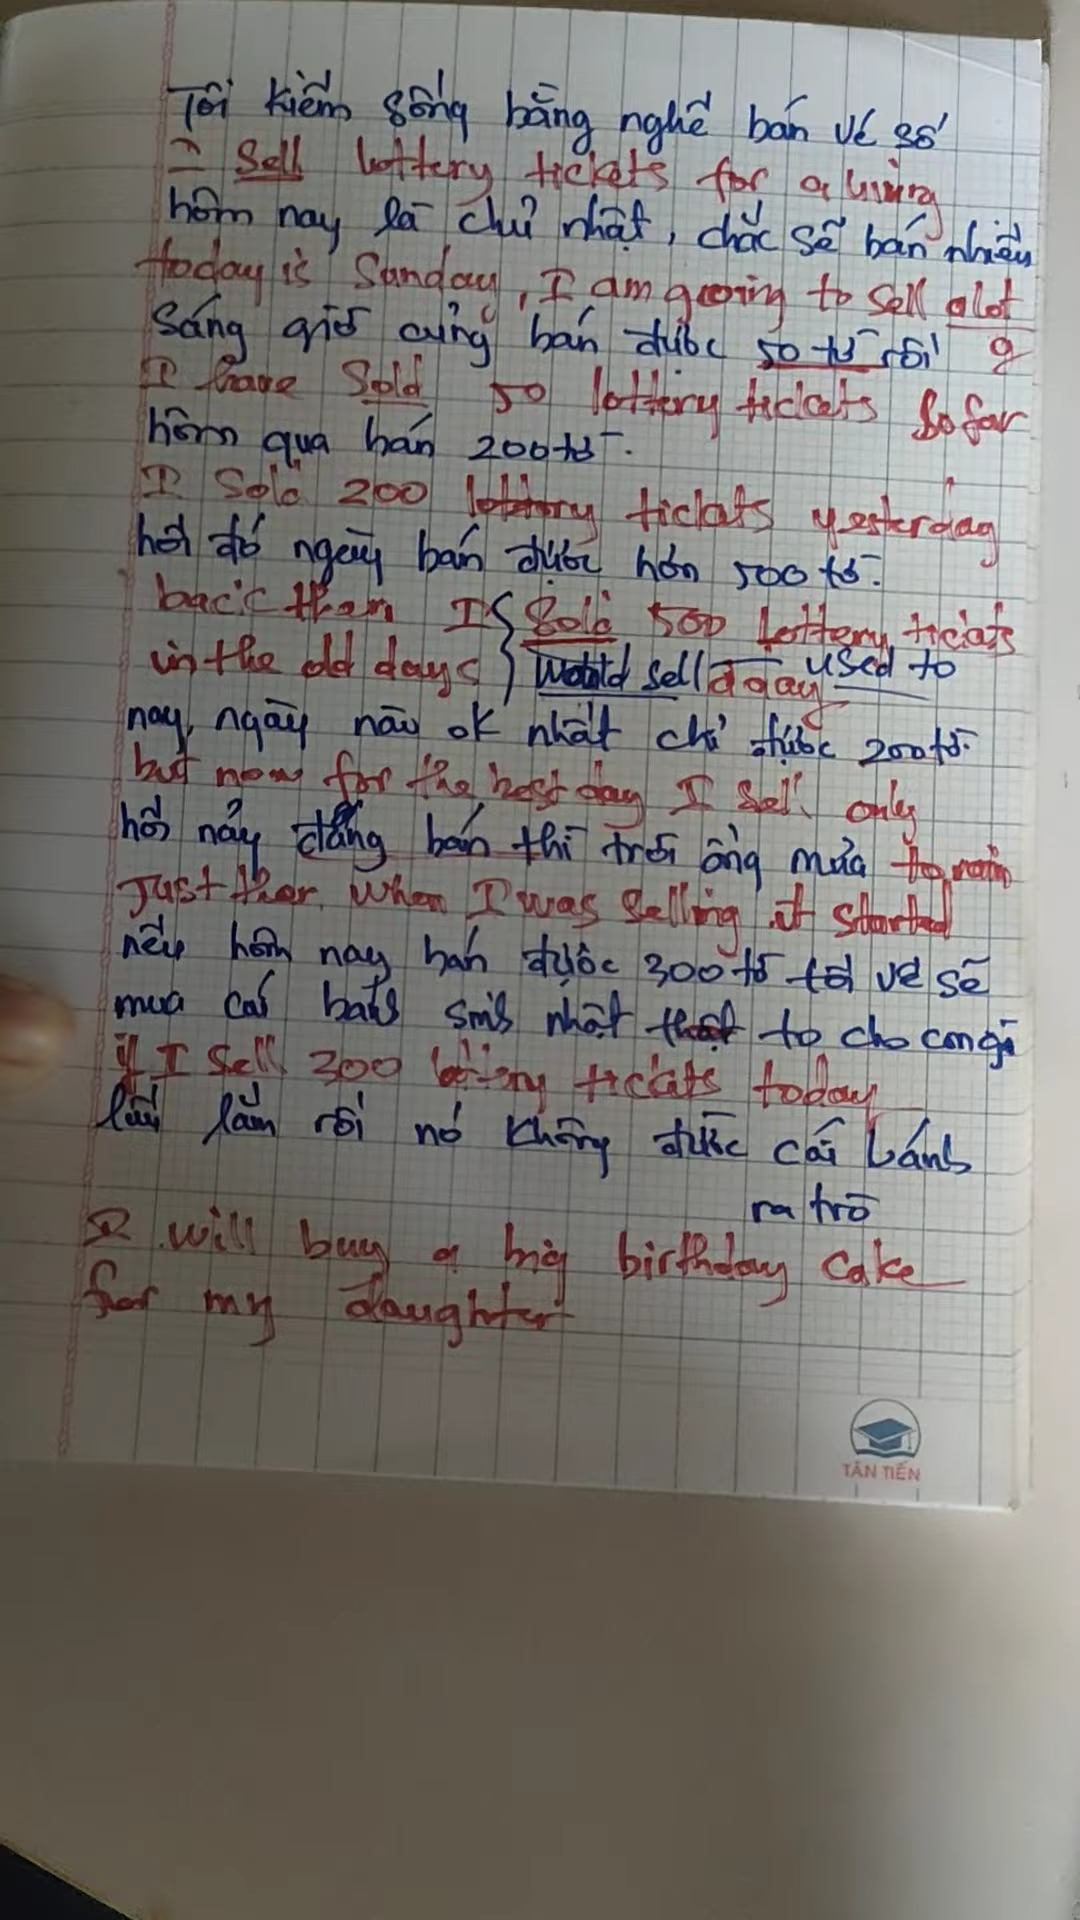 Tôi kiếm sống bằng nghề bán vé số
I sell lottery tickets for a living
hôm nay là chủ nhật, chắc sẽ bán nhiều
today is Sunday, I am going to sell a lot
sáng giờ cũng bán được 50 tờ rồi
I have sold 50 lottery tickets so far
hôm qua bán 200 tờ.
I sold 200 lottery tickets yesterday
hồi đó ngày bán được hơn 500 tờ.
back then I { sold 500 lottery tickets
in the old days } would sell a day used to
nay, ngày nào ok nhất chỉ được 200 tờ.
but now for the best day I sell only
hồi nãy đang bán thì trời mưa to rain
Just then, when I was selling it started
nếu hôm nay bán được 300 tờ tôi về sẽ
mua cái bánh sinh nhật thật to cho con
if I sell 300 lottery tickets today
lâu lắm rồi nó không được cái bánh
ra trò
I will buy a big birthday cake
for my daughter
TÂN TIẾN